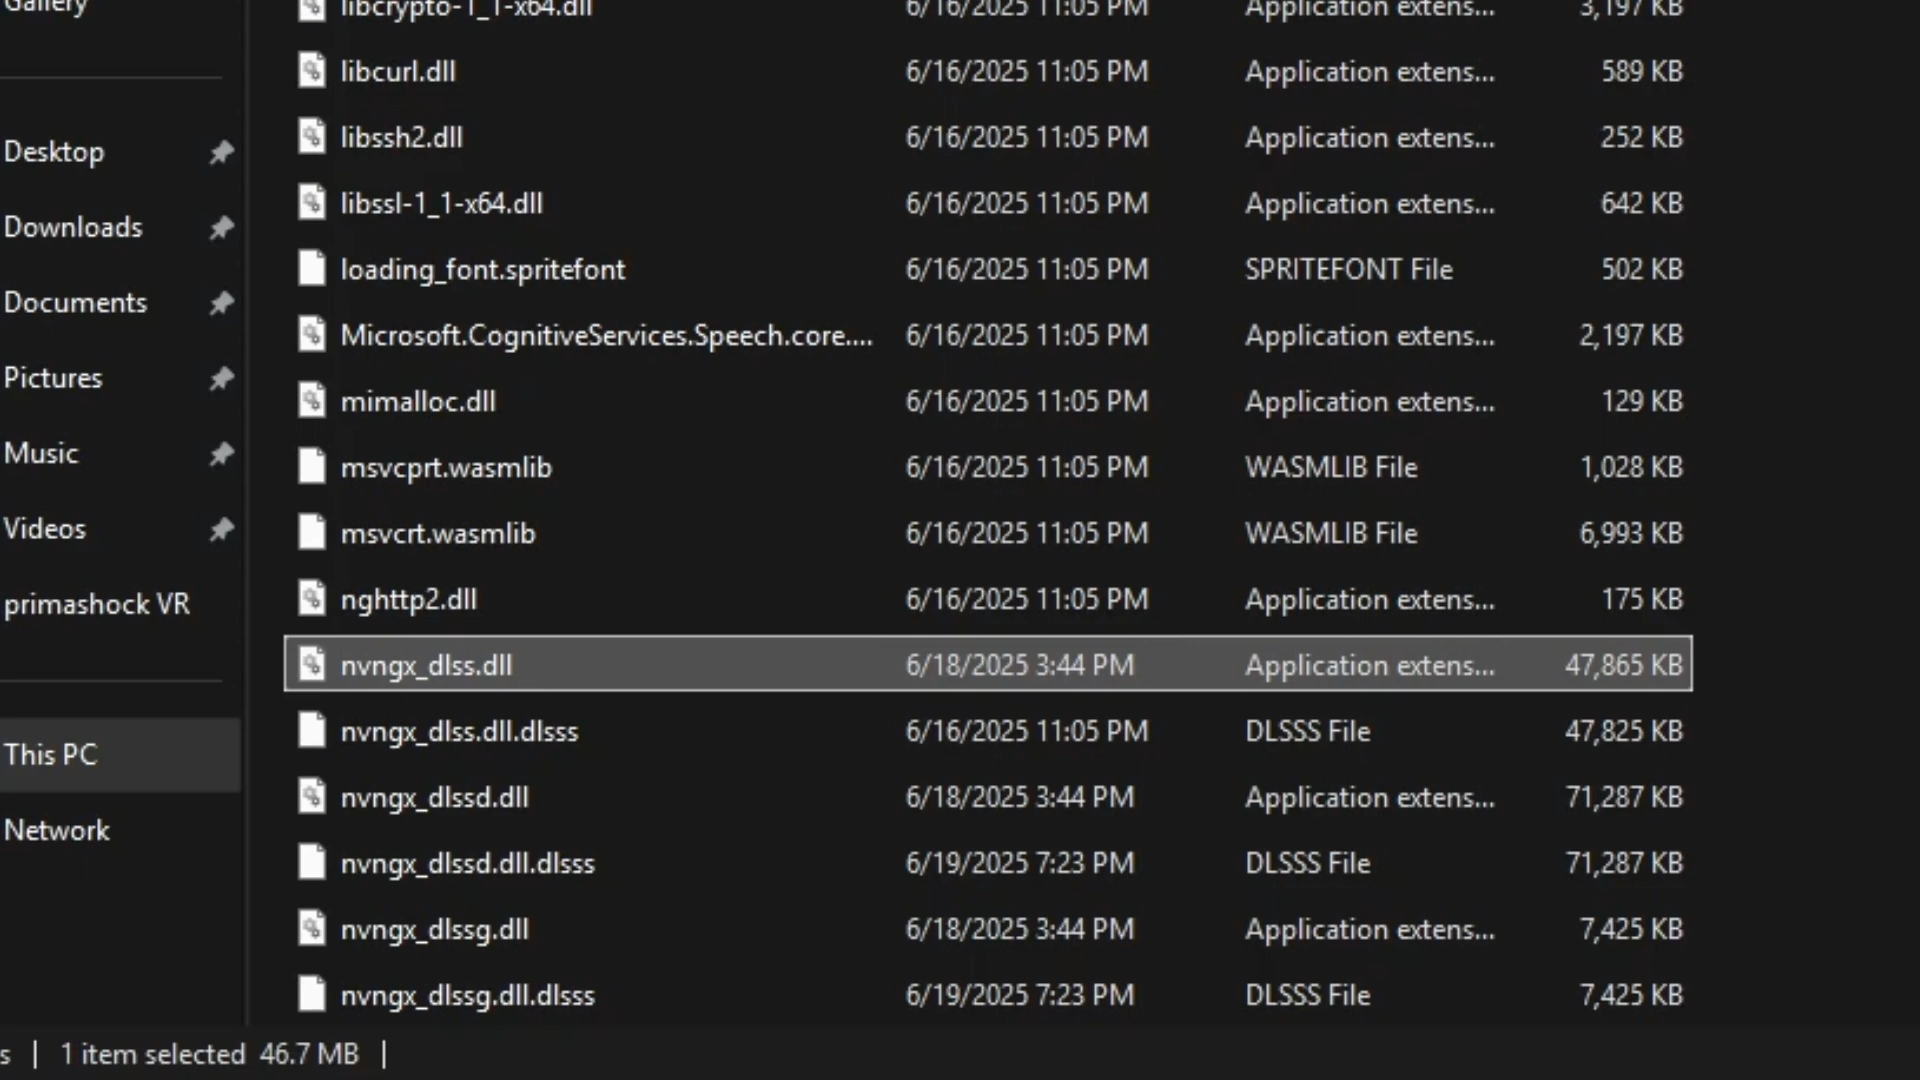 Gallery
Desktop
Downloads
Documents
Pictures
Music
Videos
primashock VR
This PC
Network
libcrypto-1_1-x64.dll 6/16/2025 11:05 PM Application extens... 3,197 KB
libcurl.dll 6/16/2025 11:05 PM Application extens... 589 KB
libssh2.dll 6/16/2025 11:05 PM Application extens... 252 KB
libssl-1_1-x64.dll 6/16/2025 11:05 PM Application extens... 642 KB
loading_font.spritefont 6/16/2025 11:05 PM SPRITEFONT File 502 KB
Microsoft.CognitiveServices.Speech.core.... 6/16/2025 11:05 PM Application extens... 2,197 KB
mimalloc.dll 6/16/2025 11:05 PM Application extens... 129 KB
msvcprt.wasmlib 6/16/2025 11:05 PM WASMLIB File 1,028 KB
msvcrt.wasmlib 6/16/2025 11:05 PM WASMLIB File 6,993 KB
nghttp2.dll 6/16/2025 11:05 PM Application extens... 175 KB
nvngx_dlss.dll 6/18/2025 3:44 PM Application extens... 47,865 KB
nvngx_dlss.dll.dlsss 6/16/2025 11:05 PM DLSSS File 47,825 KB
nvngx_dlssd.dll 6/18/2025 3:44 PM Application extens... 71,287 KB
nvngx_dlssd.dll.dlsss 6/19/2025 7:23 PM DLSSS File 71,287 KB
nvngx_dlssg.dll 6/18/2025 3:44 PM Application extens... 7,425 KB
nvngx_dlssg.dll.dlsss 6/19/2025 7:23 PM DLSSS File 7,425 KB
s | 1 item selected 46.7 MB |